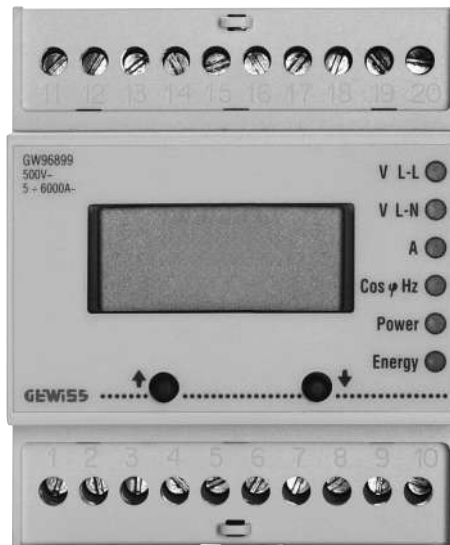 11 12 13 14 15 16 17 18 19 20
GW96899
500V~
5 - 6000A~
V L-L
V L-N
A
Cos φ Hz
Power
Energy
GEWiSS
1 2 3 4 5 6 7 8 9 10